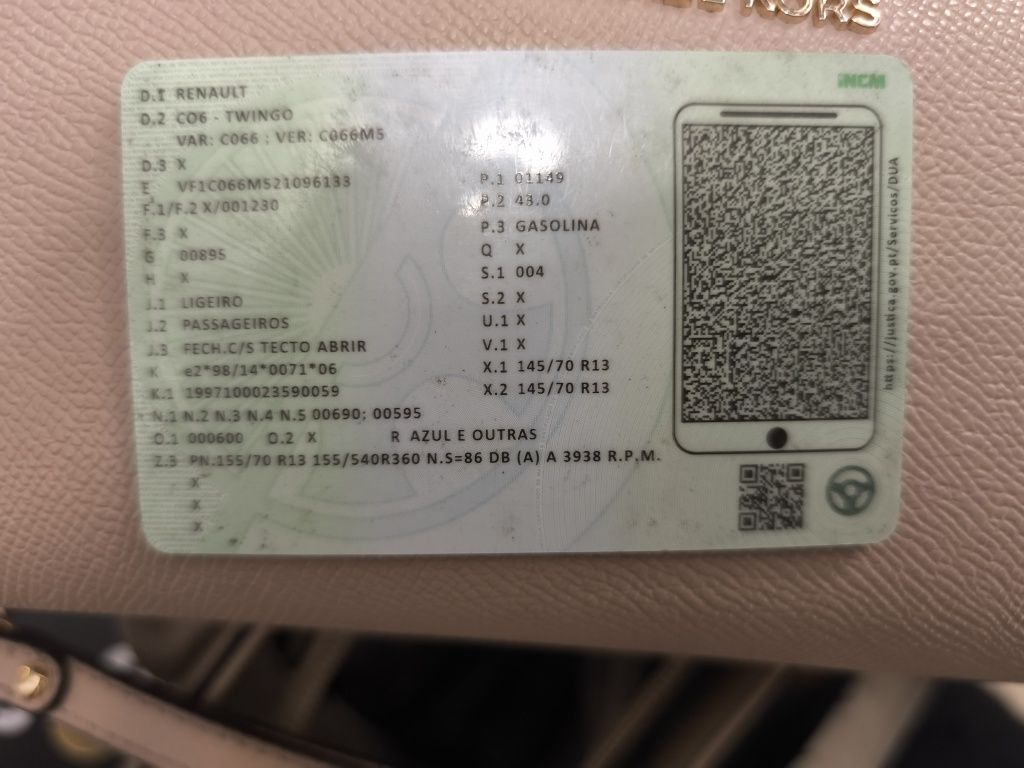 KORS
INCM
D.1 RENAULT
D.2 CO6 - TWINGO
VAR: C066 ; VER: C066M5
D.3 X
E VF1C066M521096133
F.1/F.2 X/001230
F.3 X
G 00895
H X
J.1 LIGEIRO
J.2 PASSAGEIROS
J.3 FECH.C/S TECTO ABRIR
K e2*98/14*0071*06
K.1 1997100023590059
N.1 N.2 N.3 N.4 N.5 00690; 00595
O.1 000600 O.2 X R AZUL E OUTRAS
Z.3 PN.155/70 R13 155/540R360 N.S=86 DB (A) A 3938 R.P.M.
X
X
X
P.1 01149
P.2 43.0
P.3 GASOLINA
Q X
S.1 004
S.2 X
U.1 X
V.1 X
X.1 145/70 R13
X.2 145/70 R13
https://justica.gov.pt/Servicos/DUA